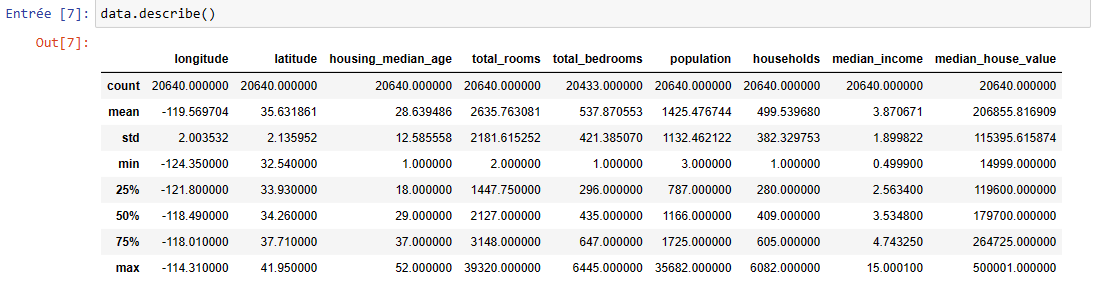 Entrée [7]: data.describe()
Out[7]:
longitude latitude housing_median_age total_rooms total_bedrooms population households median_income median_house_value
count 20640.000000 20640.000000 20640.000000 20640.000000 20433.000000 20640.000000 20640.000000 20640.000000 20640.000000
mean -119.569704 35.631861 28.639486 2635.763081 537.870553 1425.476744 499.539680 3.870671 206855.816909
std 2.003532 2.135952 12.585558 2181.615252 421.385070 1132.462122 382.329753 1.899822 115395.615874
min -124.350000 32.540000 1.000000 2.000000 1.000000 3.000000 1.000000 0.499900 14999.000000
25% -121.800000 33.930000 18.000000 1447.750000 296.000000 787.000000 280.000000 2.563400 119600.000000
50% -118.490000 34.260000 29.000000 2127.000000 435.000000 1166.000000 409.000000 3.534800 179700.000000
75% -118.010000 37.710000 37.000000 3148.000000 647.000000 1725.000000 605.000000 4.743250 264725.000000
max -114.310000 41.950000 52.000000 39320.000000 6445.000000 35682.000000 6082.000000 15.000100 500001.000000